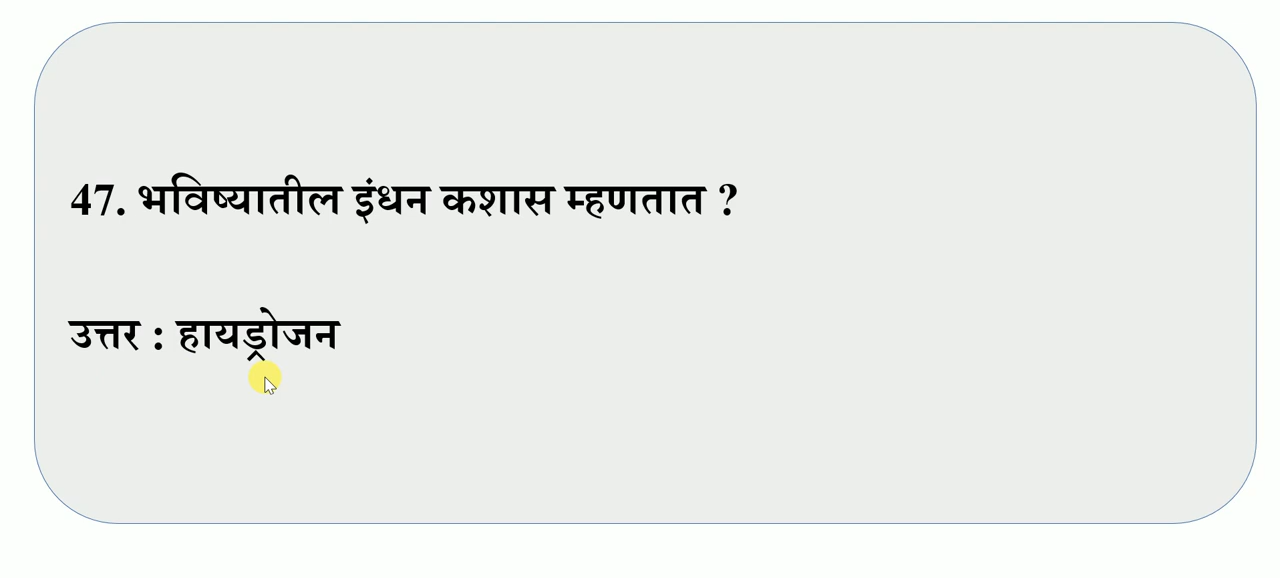 47. भविष्यातील इंधन कशास म्हणतात ?
उत्तर : हायड्रोजन